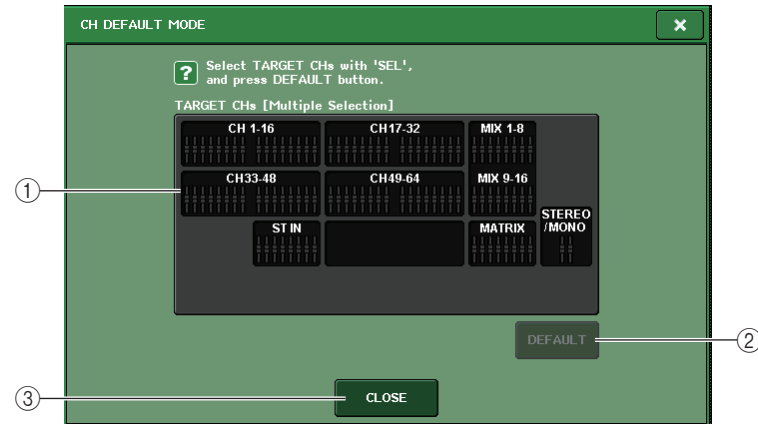 CH DEFAULT MODE
×
? Select TARGET CHs with 'SEL',
and press DEFAULT button.
TARGET CHs [Multiple Selection]
CH 1-16 CH17-32 MIX 1-8
① CH33-48 CH49-64 MIX 9-16
ST IN MATRIX STEREO
/MONO
DEFAULT ②
③ CLOSE